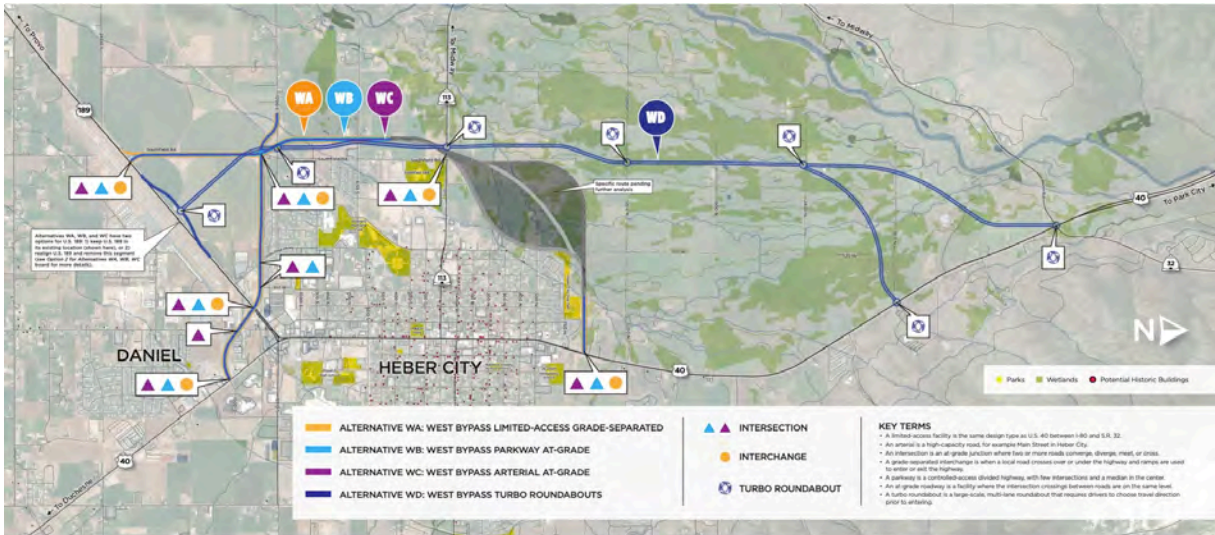 To Provo
189
WA
WB
WC
To Midway
113
WD
To Midway
Specific route pending
further analysis
40
To Park City
32
Alternatives WA, WB, and WC have two
options for U.S. 189: 1) keep U.S. 189 in
its existing location (shown here), or 2)
realign U.S. 189 and remove this segment
(see Option 2 for Alternatives WA, WB, WC
board for more details).
113
N
DANIEL
HEBER CITY
40
40
To Duchesne
Parks
Wetlands
Potential Historic Buildings
ALTERNATIVE WA: WEST BYPASS LIMITED-ACCESS GRADE-SEPARATED
ALTERNATIVE WB: WEST BYPASS PARKWAY AT-GRADE
ALTERNATIVE WC: WEST BYPASS ARTERIAL AT-GRADE
ALTERNATIVE WD: WEST BYPASS TURBO ROUNDABOUTS
INTERSECTION
INTERCHANGE
TURBO ROUNDABOUT
KEY TERMS
• A limited-access facility is the same design type as U.S. 40 between I-80 and S.R. 32.
• An arterial is a high-capacity road, for example Main Street in Heber City.
• An intersection is an at-grade junction where two or more roads converge, diverge, meet, or cross.
• A grade-separated interchange is when a local road crosses over or under the highway and ramps are used
to enter or exit the highway.
• A parkway is a controlled-access divided highway, with few intersections and a median in the center.
• An at-grade roadway is a facility where the intersection crossings between roads are on the same level.
• A turbo roundabout is a large-scale, multi-lane roundabout that requires drivers to choose travel direction
prior to entering.